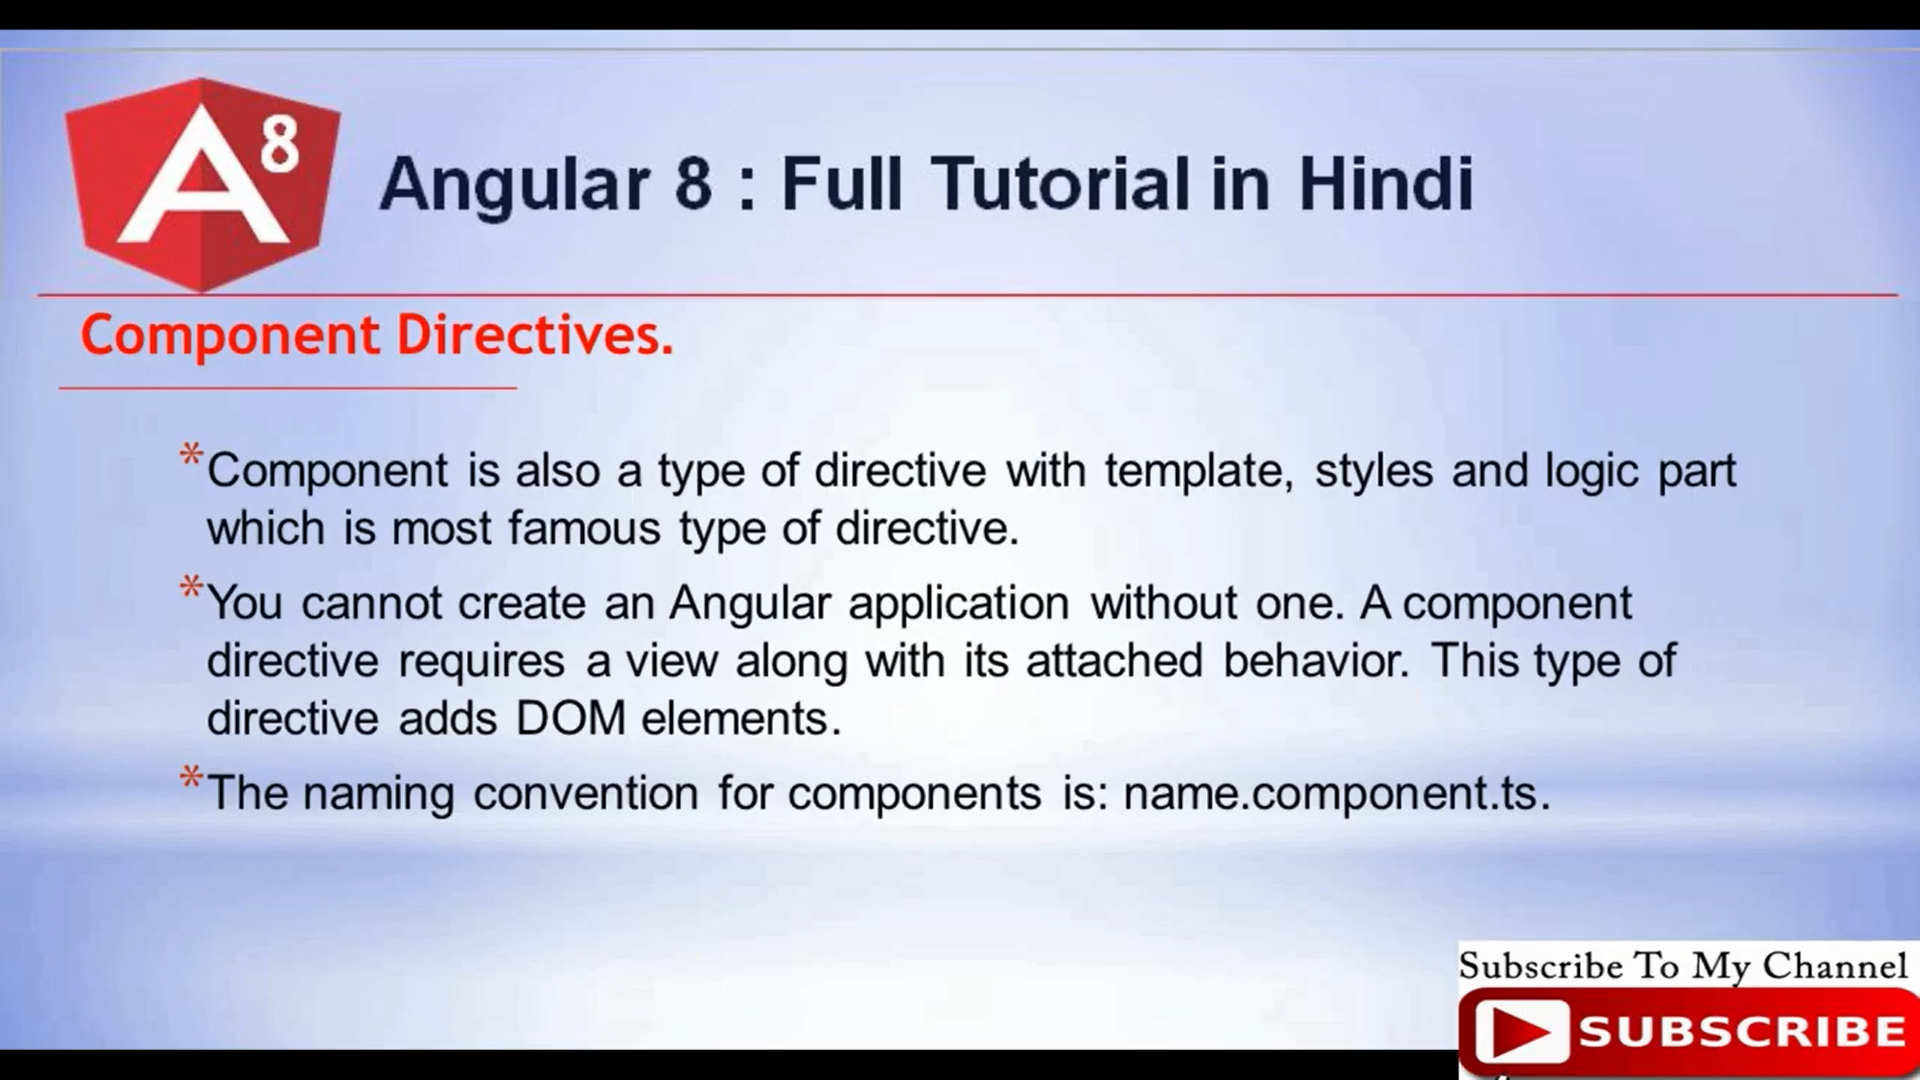 A 8
Angular 8 : Full Tutorial in Hindi
Component Directives.
*Component is also a type of directive with template, styles and logic part
which is most famous type of directive.
*You cannot create an Angular application without one. A component
directive requires a view along with its attached behavior. This type of
directive adds DOM elements.
*The naming convention for components is: name.component.ts.
Subscribe To My Channel
SUBSCRIBE